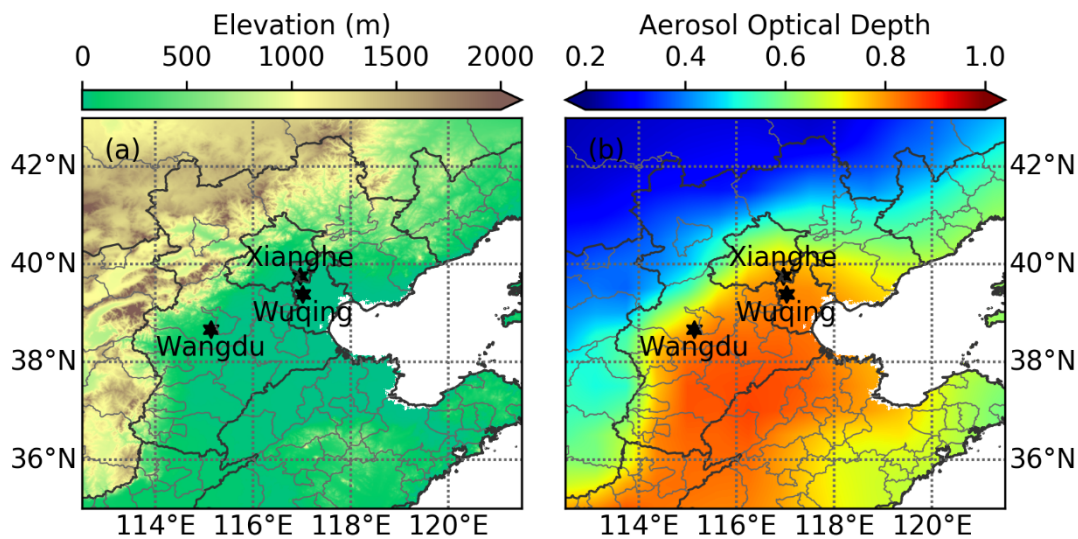 Elevation (m)
0 500 1000 1500 2000
(a)
42°N
40°N
38°N
36°N
Xianghe
Wuqing
Wangdu
114°E 116°E 118°E 120°E
Aerosol Optical Depth
0.2 0.4 0.6 0.8 1.0
(b)
42°N
40°N
38°N
36°N
Xianghe
Wuqing
Wangdu
114°E 116°E 118°E 120°E